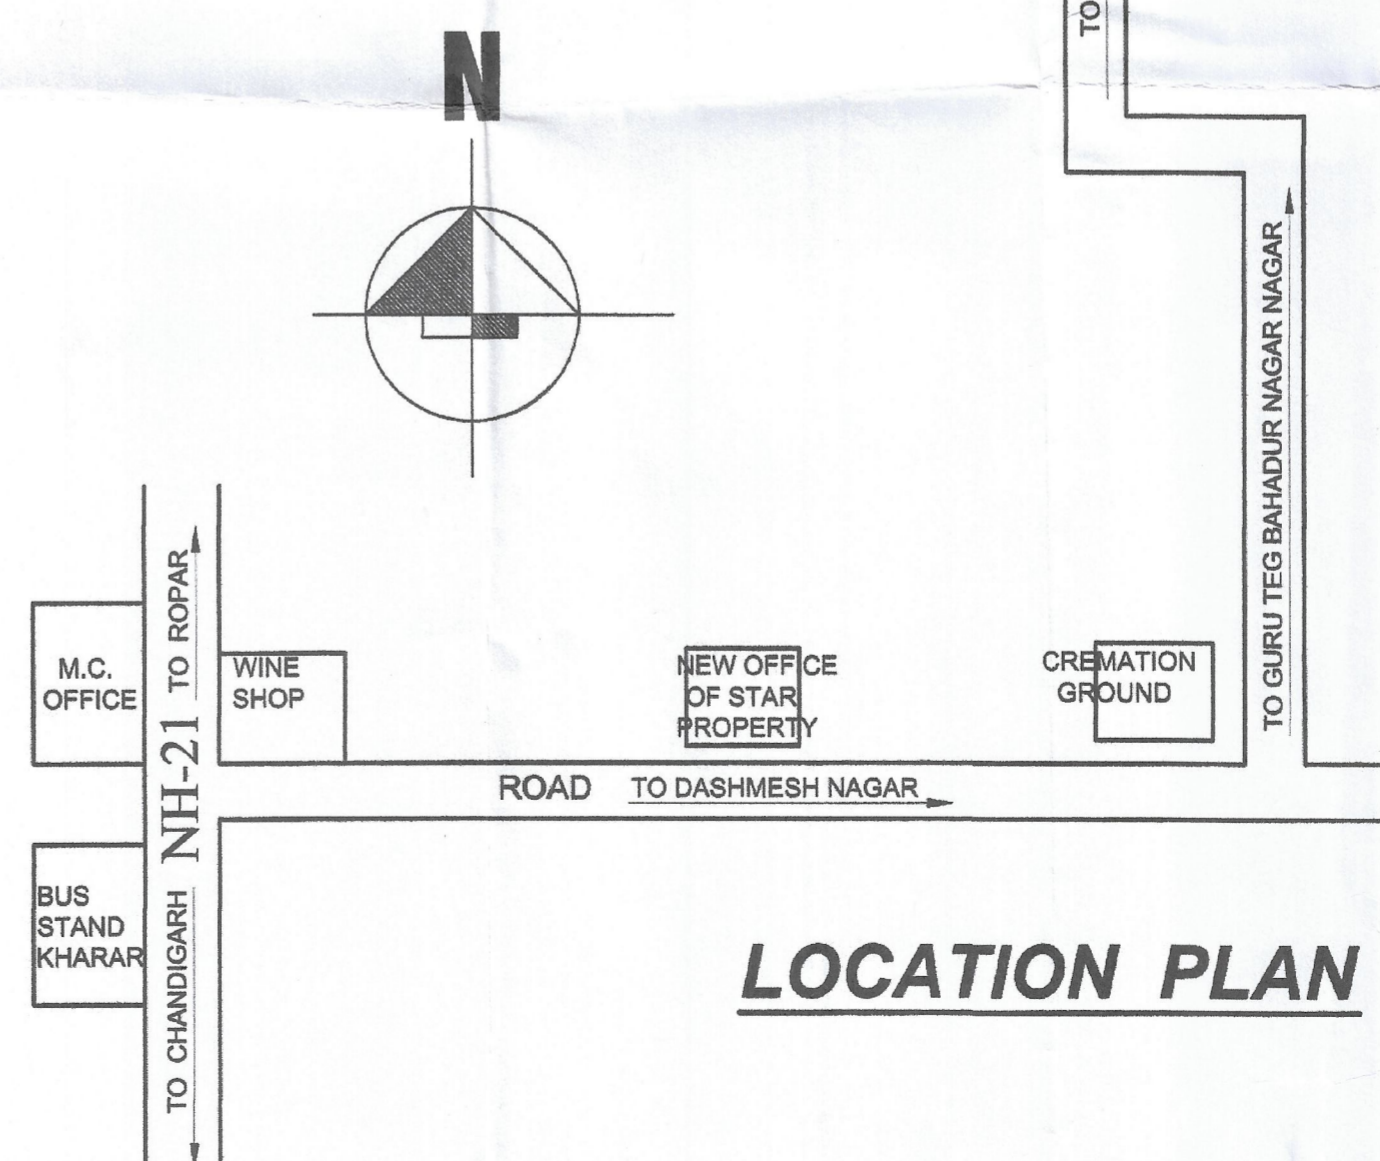 N
TO
TO GURU TEG BAHADUR NAGAR NAGAR
TO ROPAR
M.C.
OFFICE
WINE
SHOP
NEW OFFICE
OF STAR
PROPERTY
CREMATION
GROUND
NH-21
ROAD
TO DASHMESH NAGAR
BUS
STAND
KHARAR
TO CHANDIGARH
LOCATION PLAN